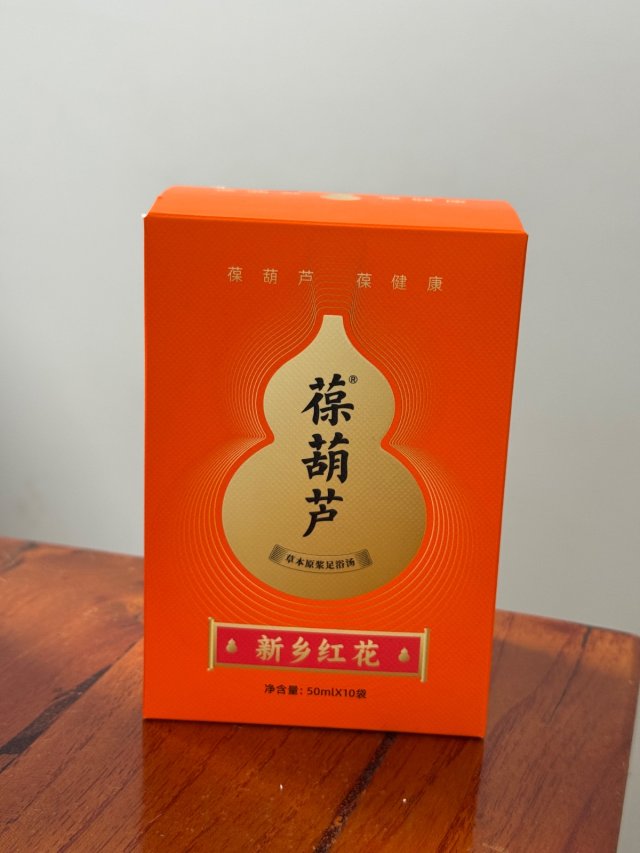 葆葫芦 葆健康
葆葫芦®
草本原浆足浴汤
新乡红花
净含量：50mlX10袋